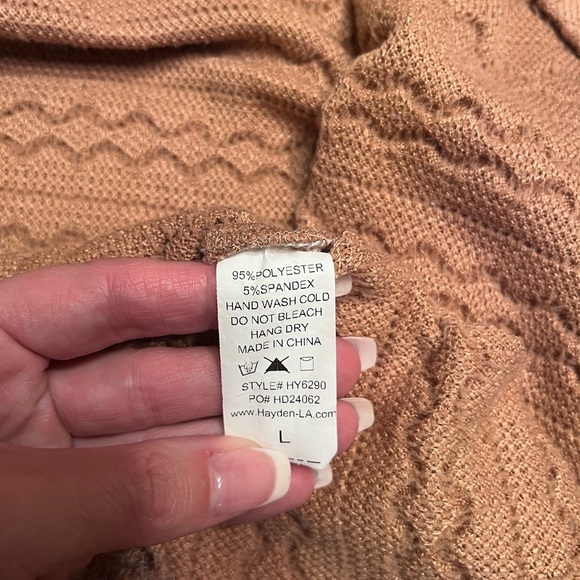 95%POLYESTER
5%SPANDEX
HAND WASH COLD
DO NOT BLEACH
HANG DRY
MADE IN CHINA
STYLE# HY6290
PO# HD24062
www.Hayden-LA.com
L